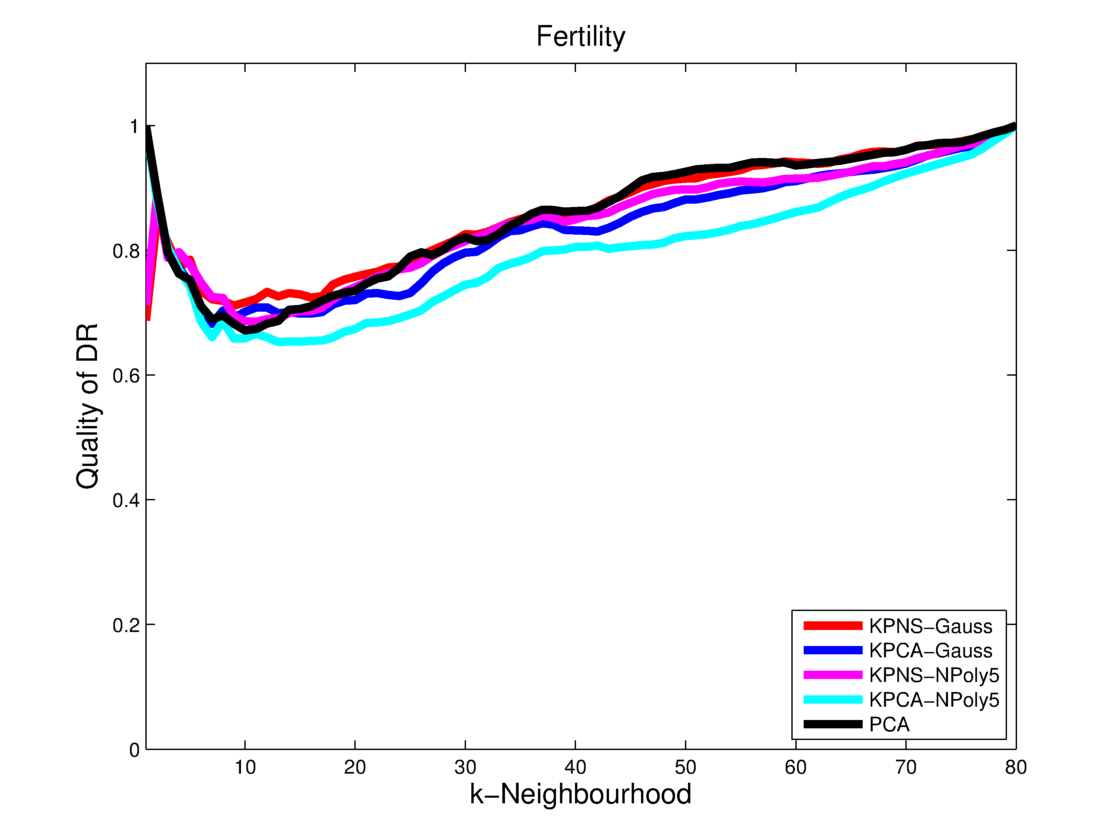 Fertility
Quality of DR
1
0.8
0.6
0.4
0.2
0
10 20 30 40 50 60 70 80
k−Neighbourhood
KPNS−Gauss
KPCA−Gauss
KPNS−NPoly5
KPCA−NPoly5
PCA